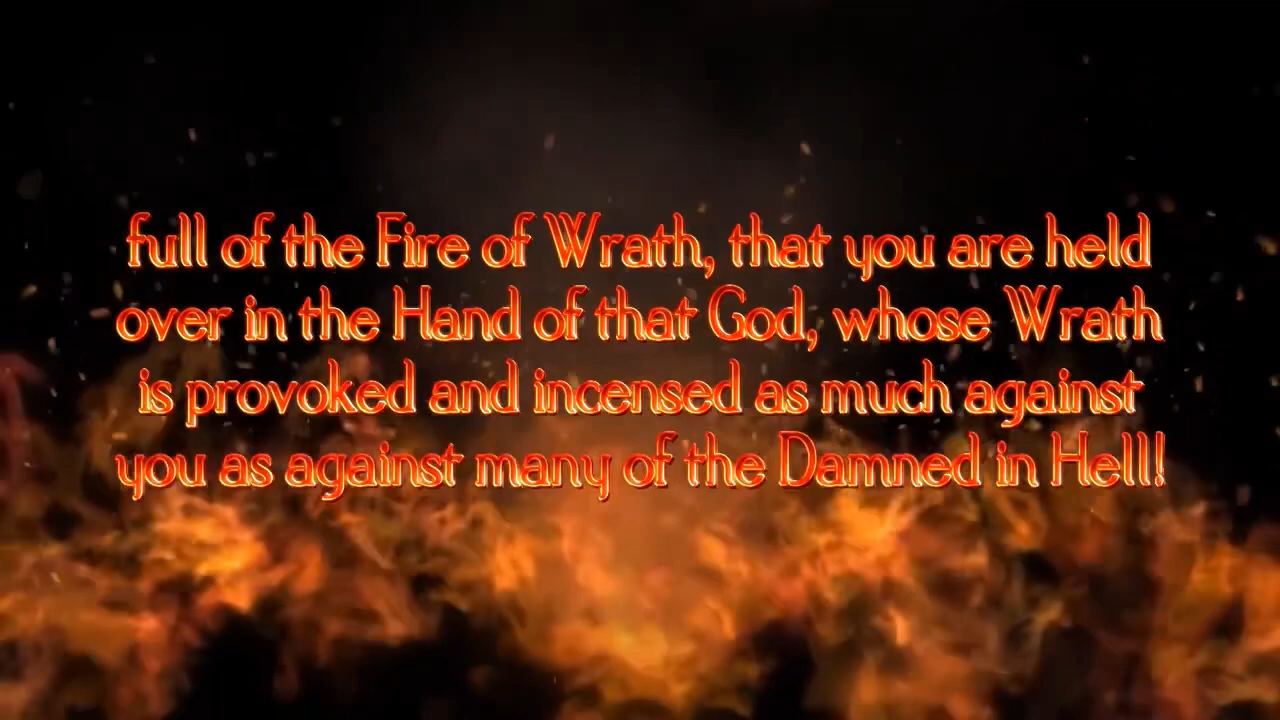 full of the Fire of Wrath, that you are held
over in the Hand of that God, whose Wrath
is provoked and incensed as much against
you as against many of the Damned in Hell!